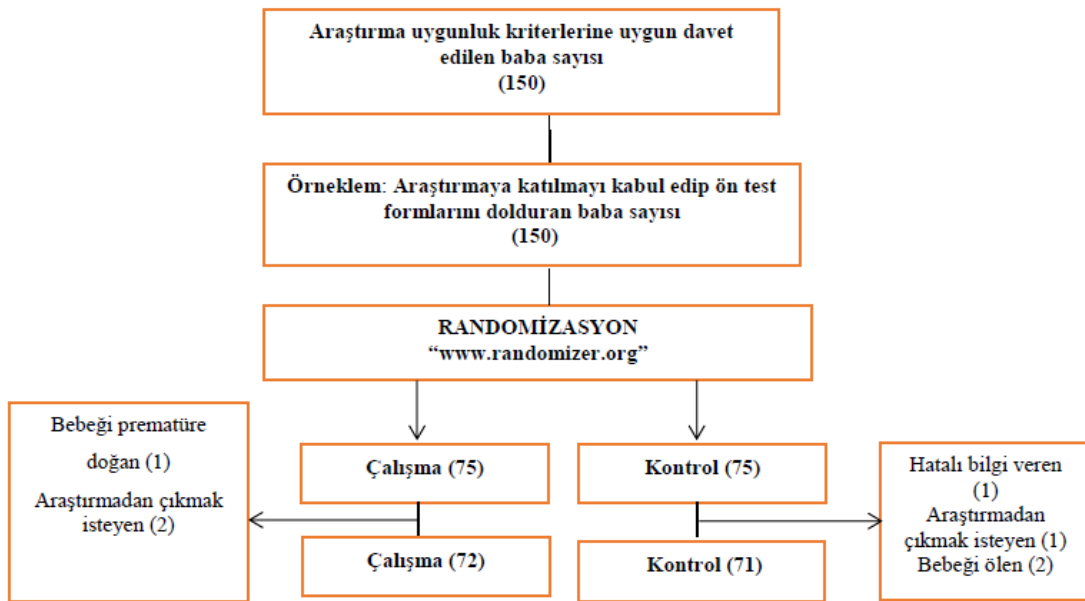 Araştırma uygunluk kriterlerine uygun davet
edilen baba sayısı
(150)
Örneklem: Araştırmaya katılmayı kabul edip ön test
formlarını dolduran baba sayısı
(150)
RANDOMİZASYON
“www.randomizer.org”
Bebeği prematüre
doğan (1)
Araştırmadan çıkmak
isteyen (2)
Çalışma (75)
Kontrol (75)
Hatalı bilgi veren
(1)
Araştırmadan
çıkmak isteyen (1)
Bebeği ölen (2)
Çalışma (72)
Kontrol (71)